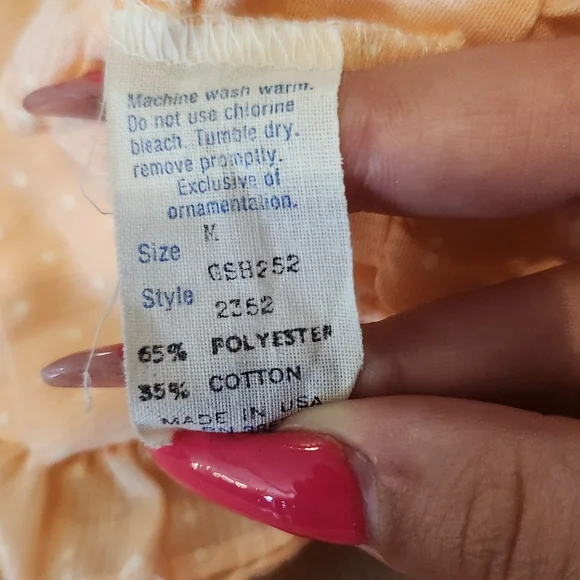 Machine wash warm.
Do not use chlorine
bleach. Tumble dry.
remove promptly.
Exclusive of
ornamentation.
Size M
GSH252
Style 2352
65% POLYESTER
35% COTTON
MADE IN USA